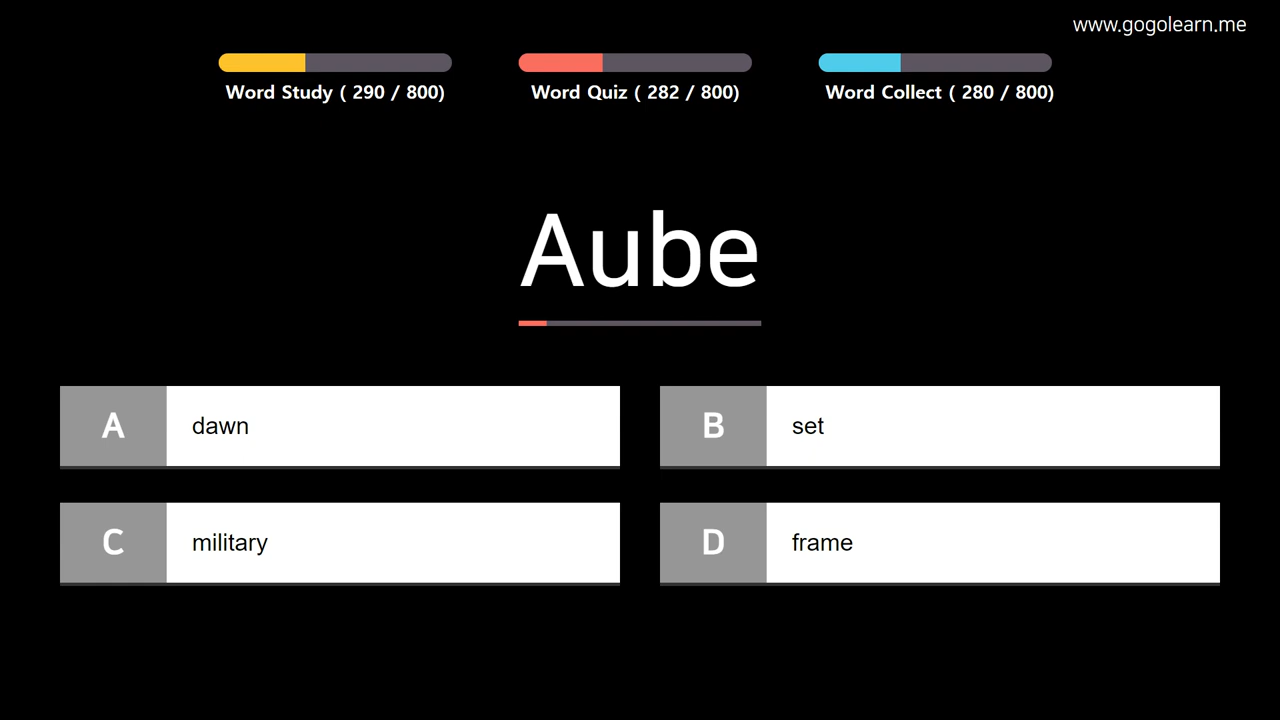 www.gogolearn.me
Word Study ( 290 / 800)
Word Quiz ( 282 / 800)
Word Collect ( 280 / 800)
Aube
A dawn
B set
C military
D frame